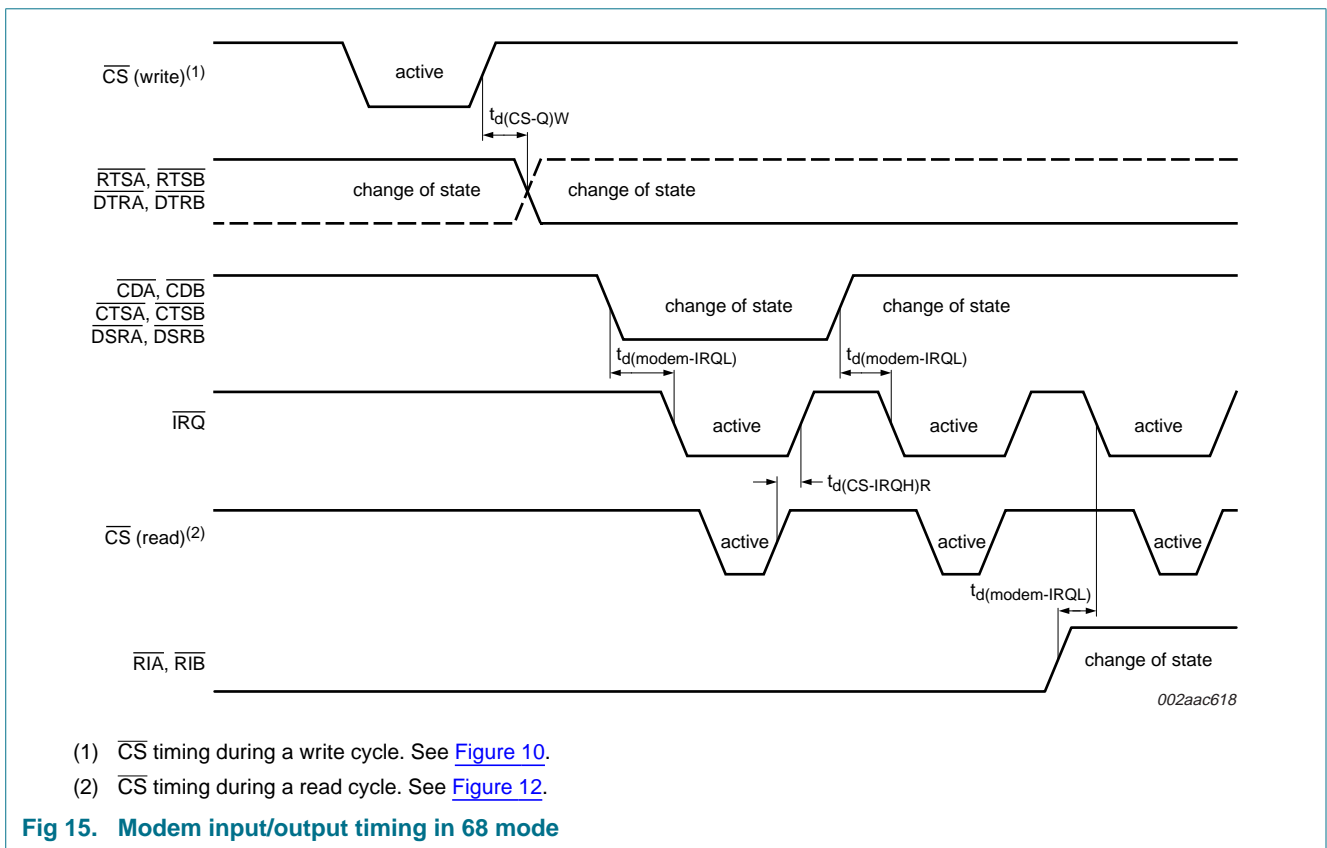 CS (write)(1)
active
td(CS-Q)W
RTSA, RTSB
DTRA, DTRB
change of state
change of state
CDA, CDB
CTSA, CTSB
DSRA, DSRB
change of state
change of state
td(modem-IRQL)
td(modem-IRQL)
IRQ
active
active
active
td(CS-IRQH)R
CS (read)(2)
active
active
active
td(modem-IRQL)
RIA, RIB
change of state
002aac618
(1) CS timing during a write cycle. See Figure 10.
(2) CS timing during a read cycle. See Figure 12.
Fig 15. Modem input/output timing in 68 mode